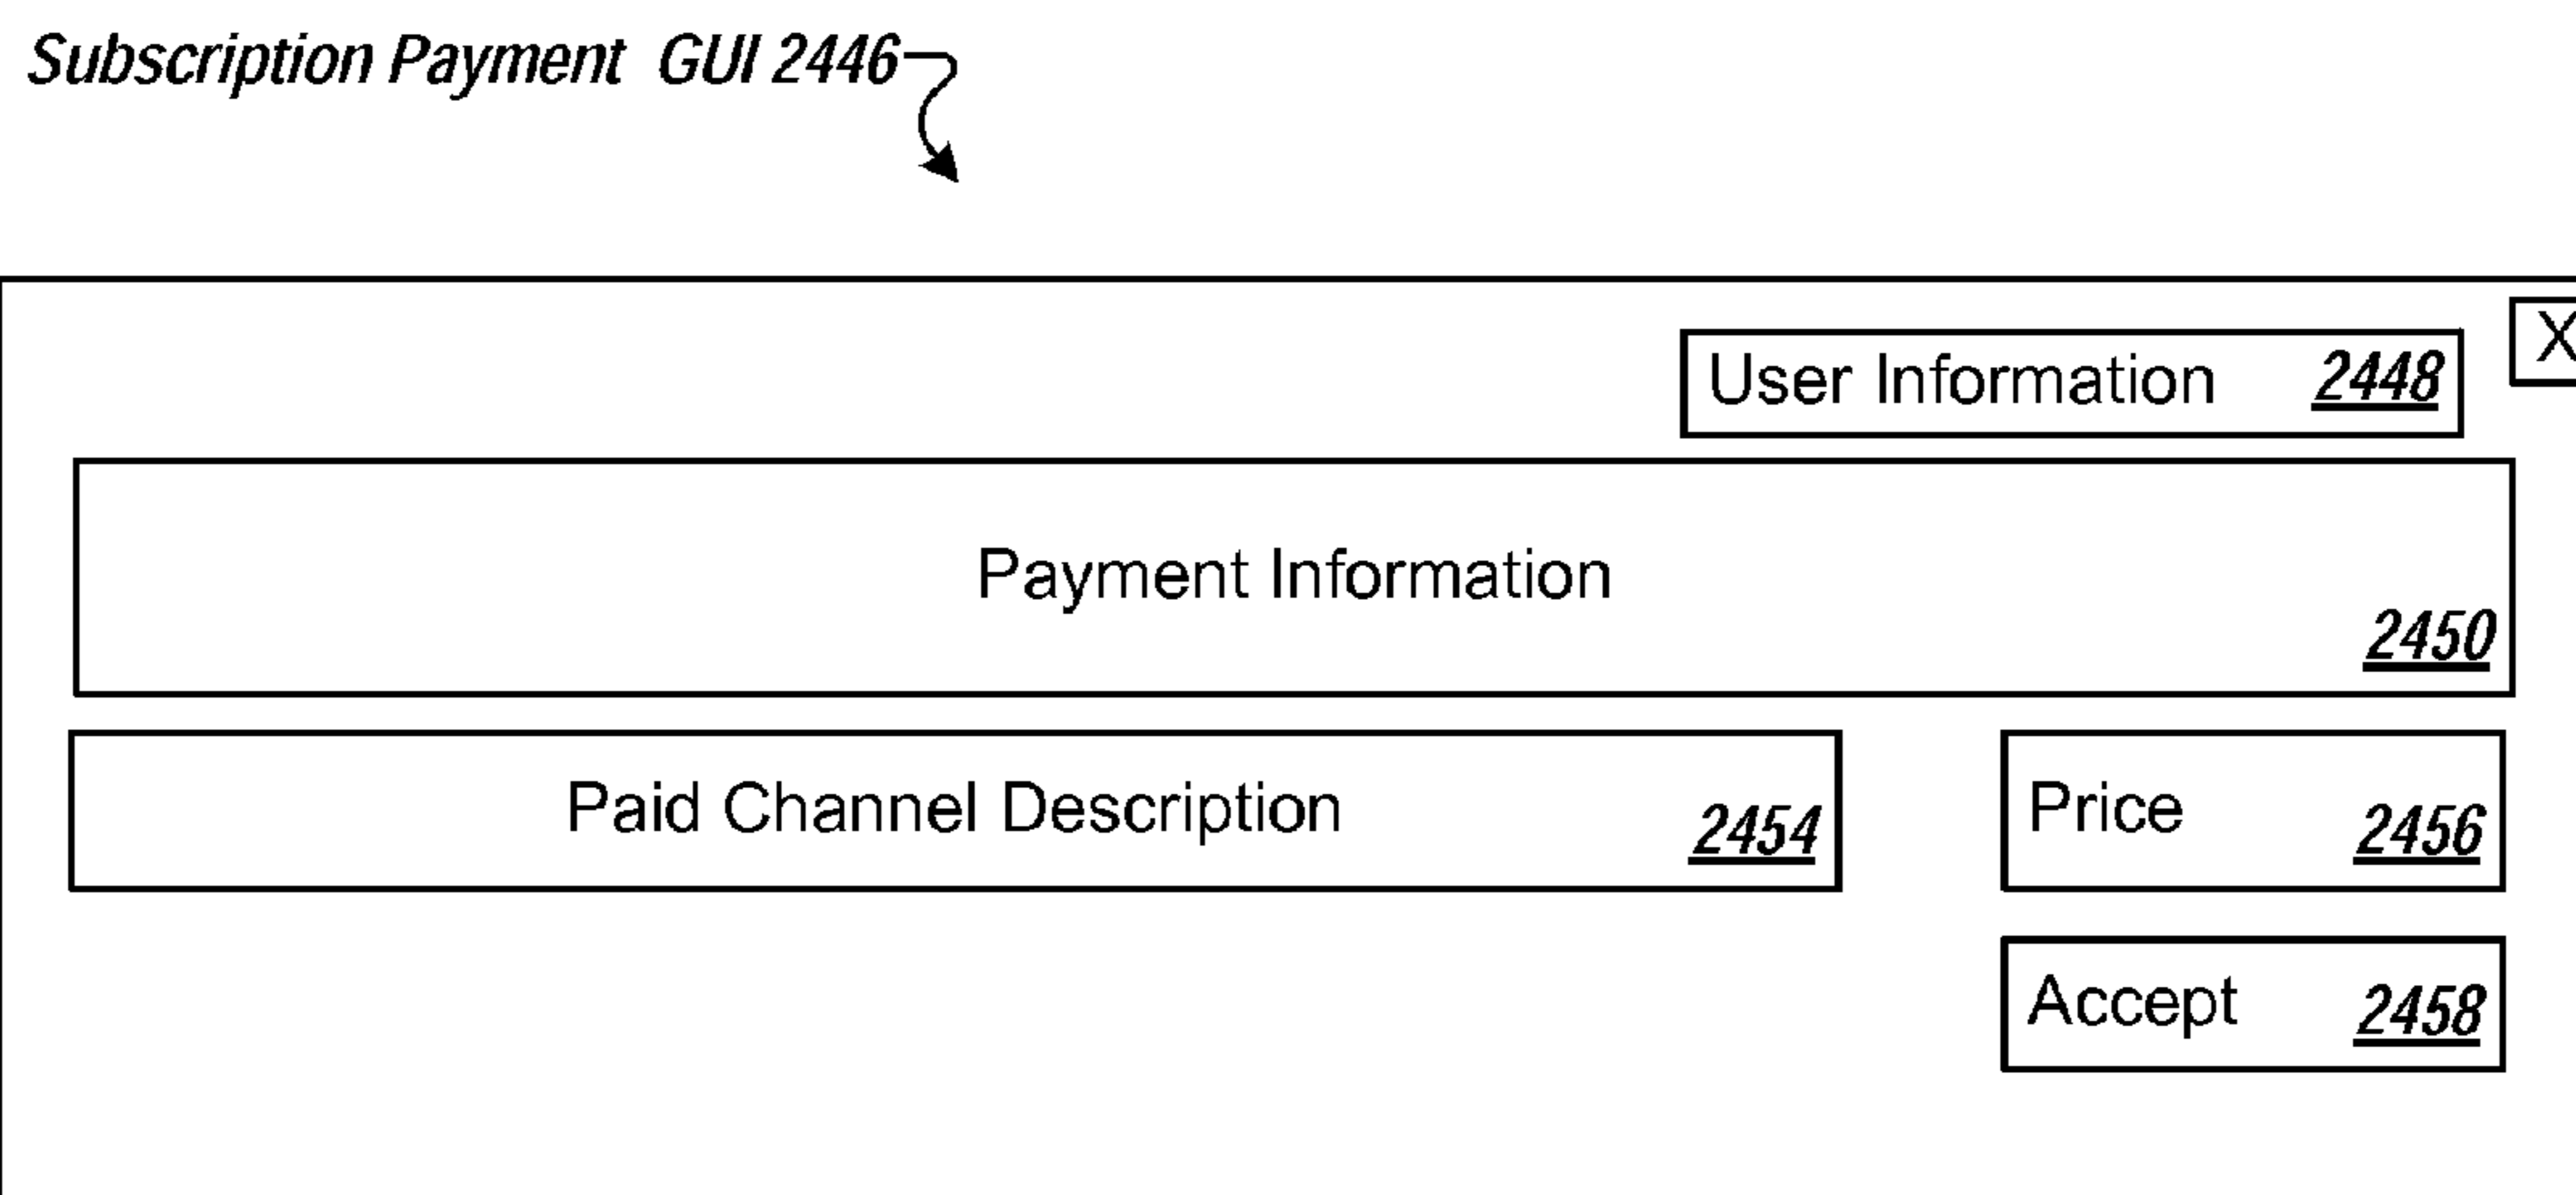 Subscription Payment GUI 2446
X
User Information 2448
Payment Information
2450
Paid Channel Description 2454
Price 2456
Accept 2458